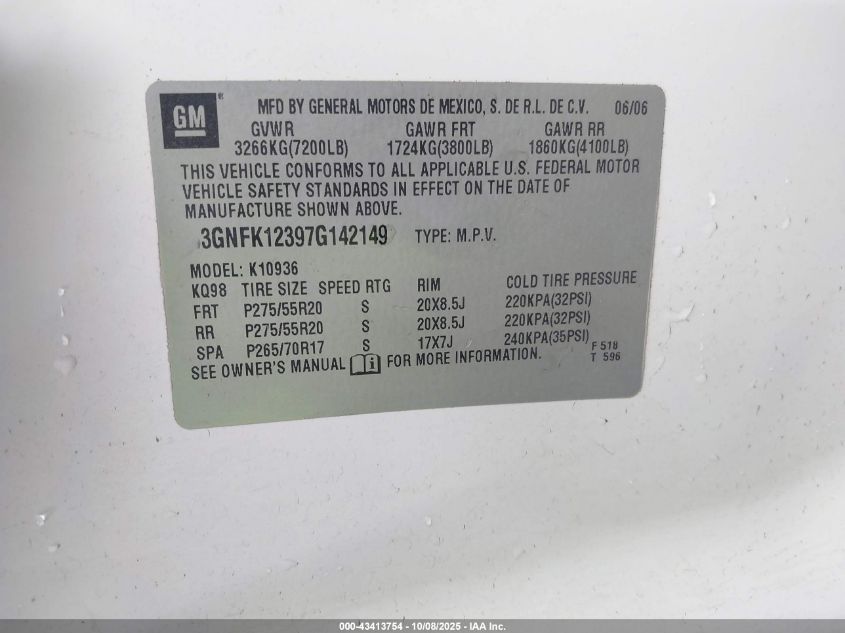 GM ® MFD BY GENERAL MOTORS DE MEXICO, S. DE R.L. DE C.V. 06/06
GVWR GAWR FRT GAWR RR
3266KG(7200LB) 1724KG(3800LB) 1860KG(4100LB)
THIS VEHICLE CONFORMS TO ALL APPLICABLE U.S. FEDERAL MOTOR
VEHICLE SAFETY STANDARDS IN EFFECT ON THE DATE OF
MANUFACTURE SHOWN ABOVE.
3GNFK12397G142149 TYPE: M.P.V.
MODEL: K10936
KQ98 TIRE SIZE SPEED RTG RIM COLD TIRE PRESSURE
FRT P275/55R20 S 20X8.5J 220KPA(32PSI)
RR P275/55R20 S 20X8.5J 220KPA(32PSI)
SPA P265/70R17 S 17X7J 240KPA(35PSI) F 518
SEE OWNER'S MANUAL i FOR MORE INFORMATION. T 596
000-43413754 - 10/08/2025 - IAA Inc.